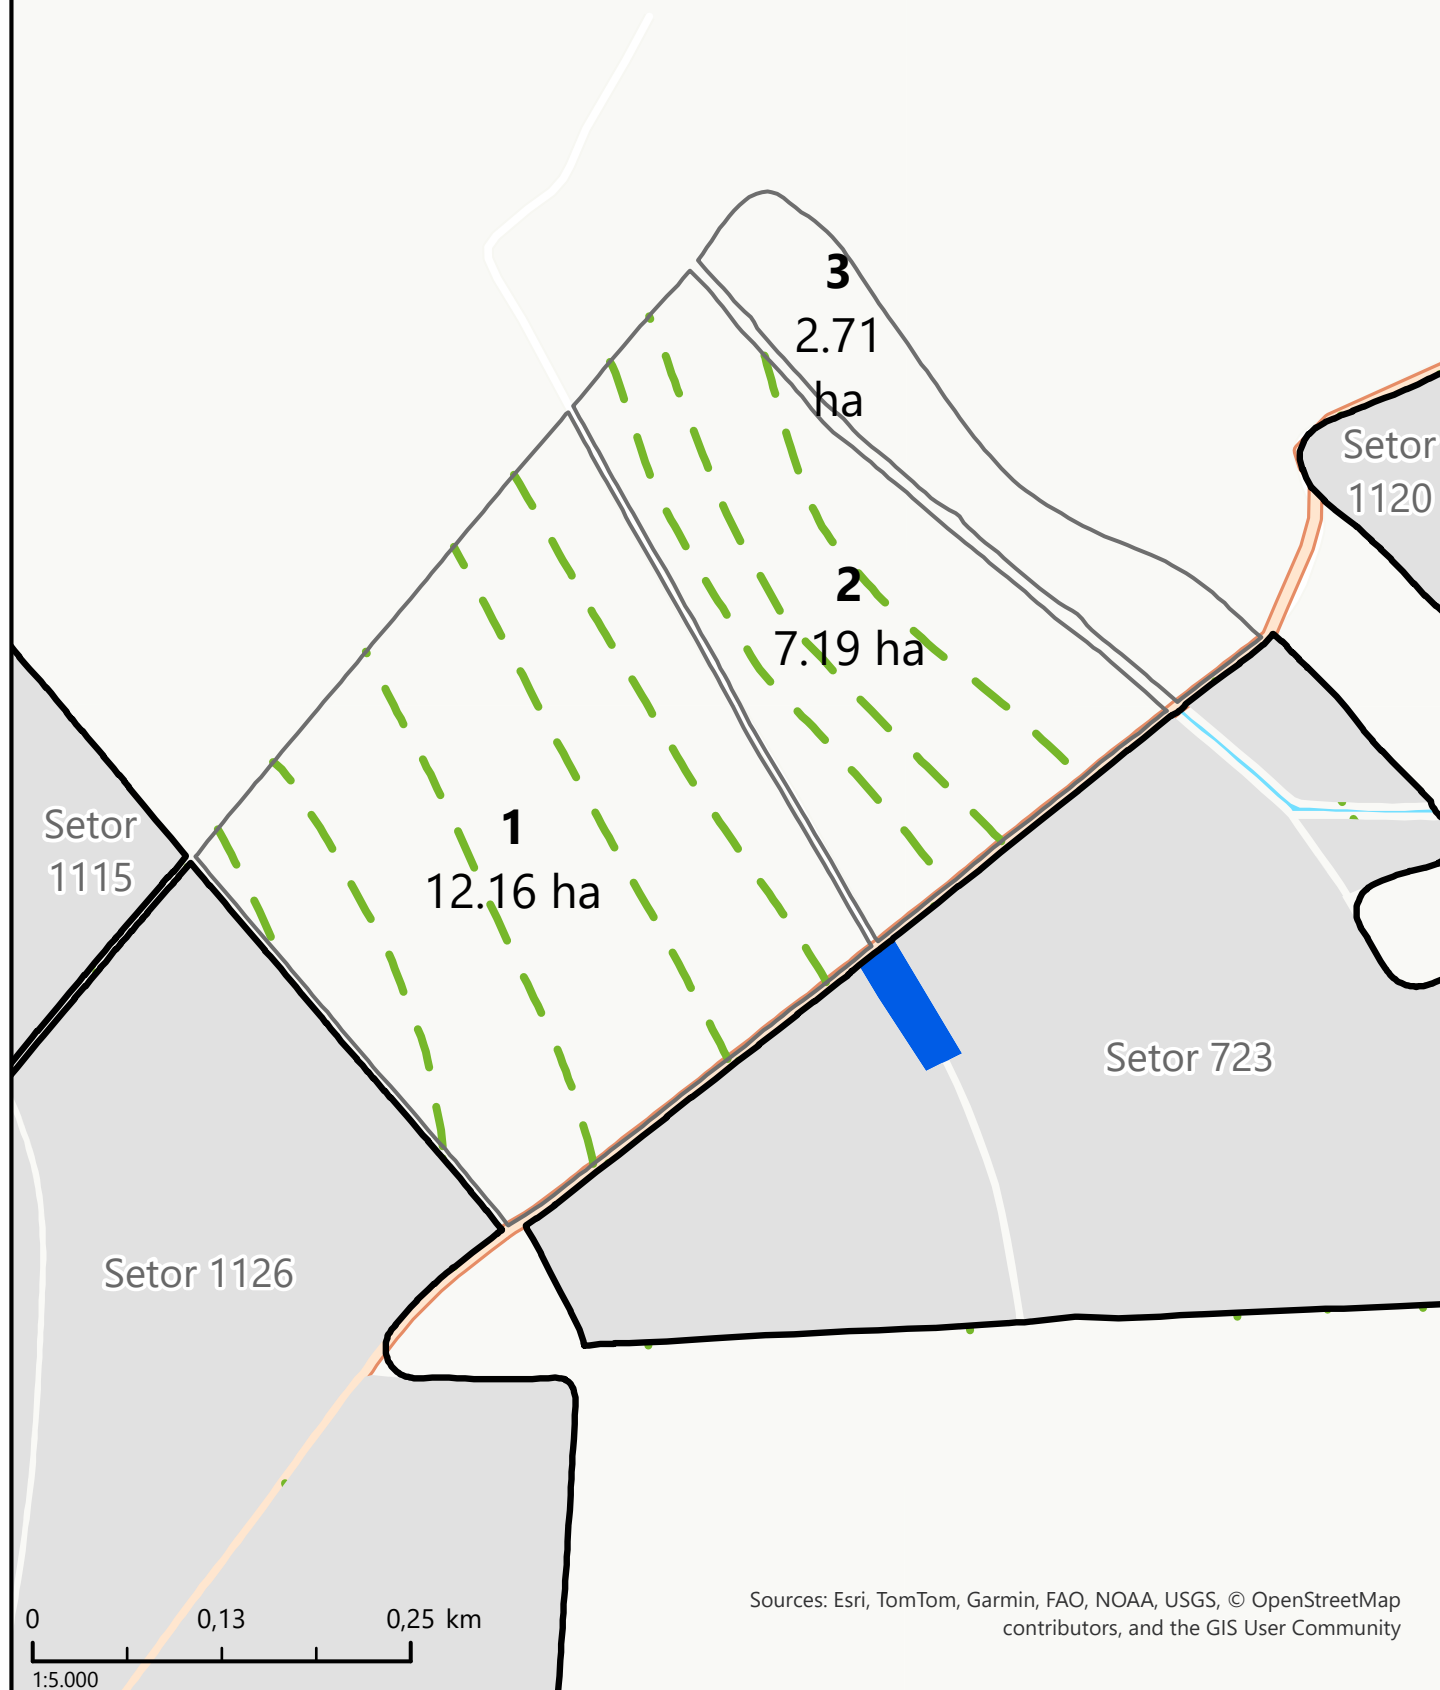 3
2.71
ha
Setor
1120
2
7.19 ha
Setor
1115
1
12.16 ha
Setor 723
Setor 1126
0 0,13 0,25 km
1:5.000
Sources: Esri, TomTom, Garmin, FAO, NOAA, USGS, © OpenStreetMap
contributors, and the GIS User Community